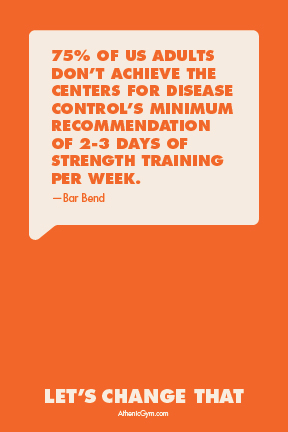 75% OF US ADULTS
DON'T ACHIEVE THE
CENTERS FOR DISEASE
CONTROL'S MINIMUM
RECOMMENDATION
OF 2-3 DAYS OF
STRENGTH TRAINING
PER WEEK.
—Bar Bend
LET'S CHANGE THAT
AthenicGym.com